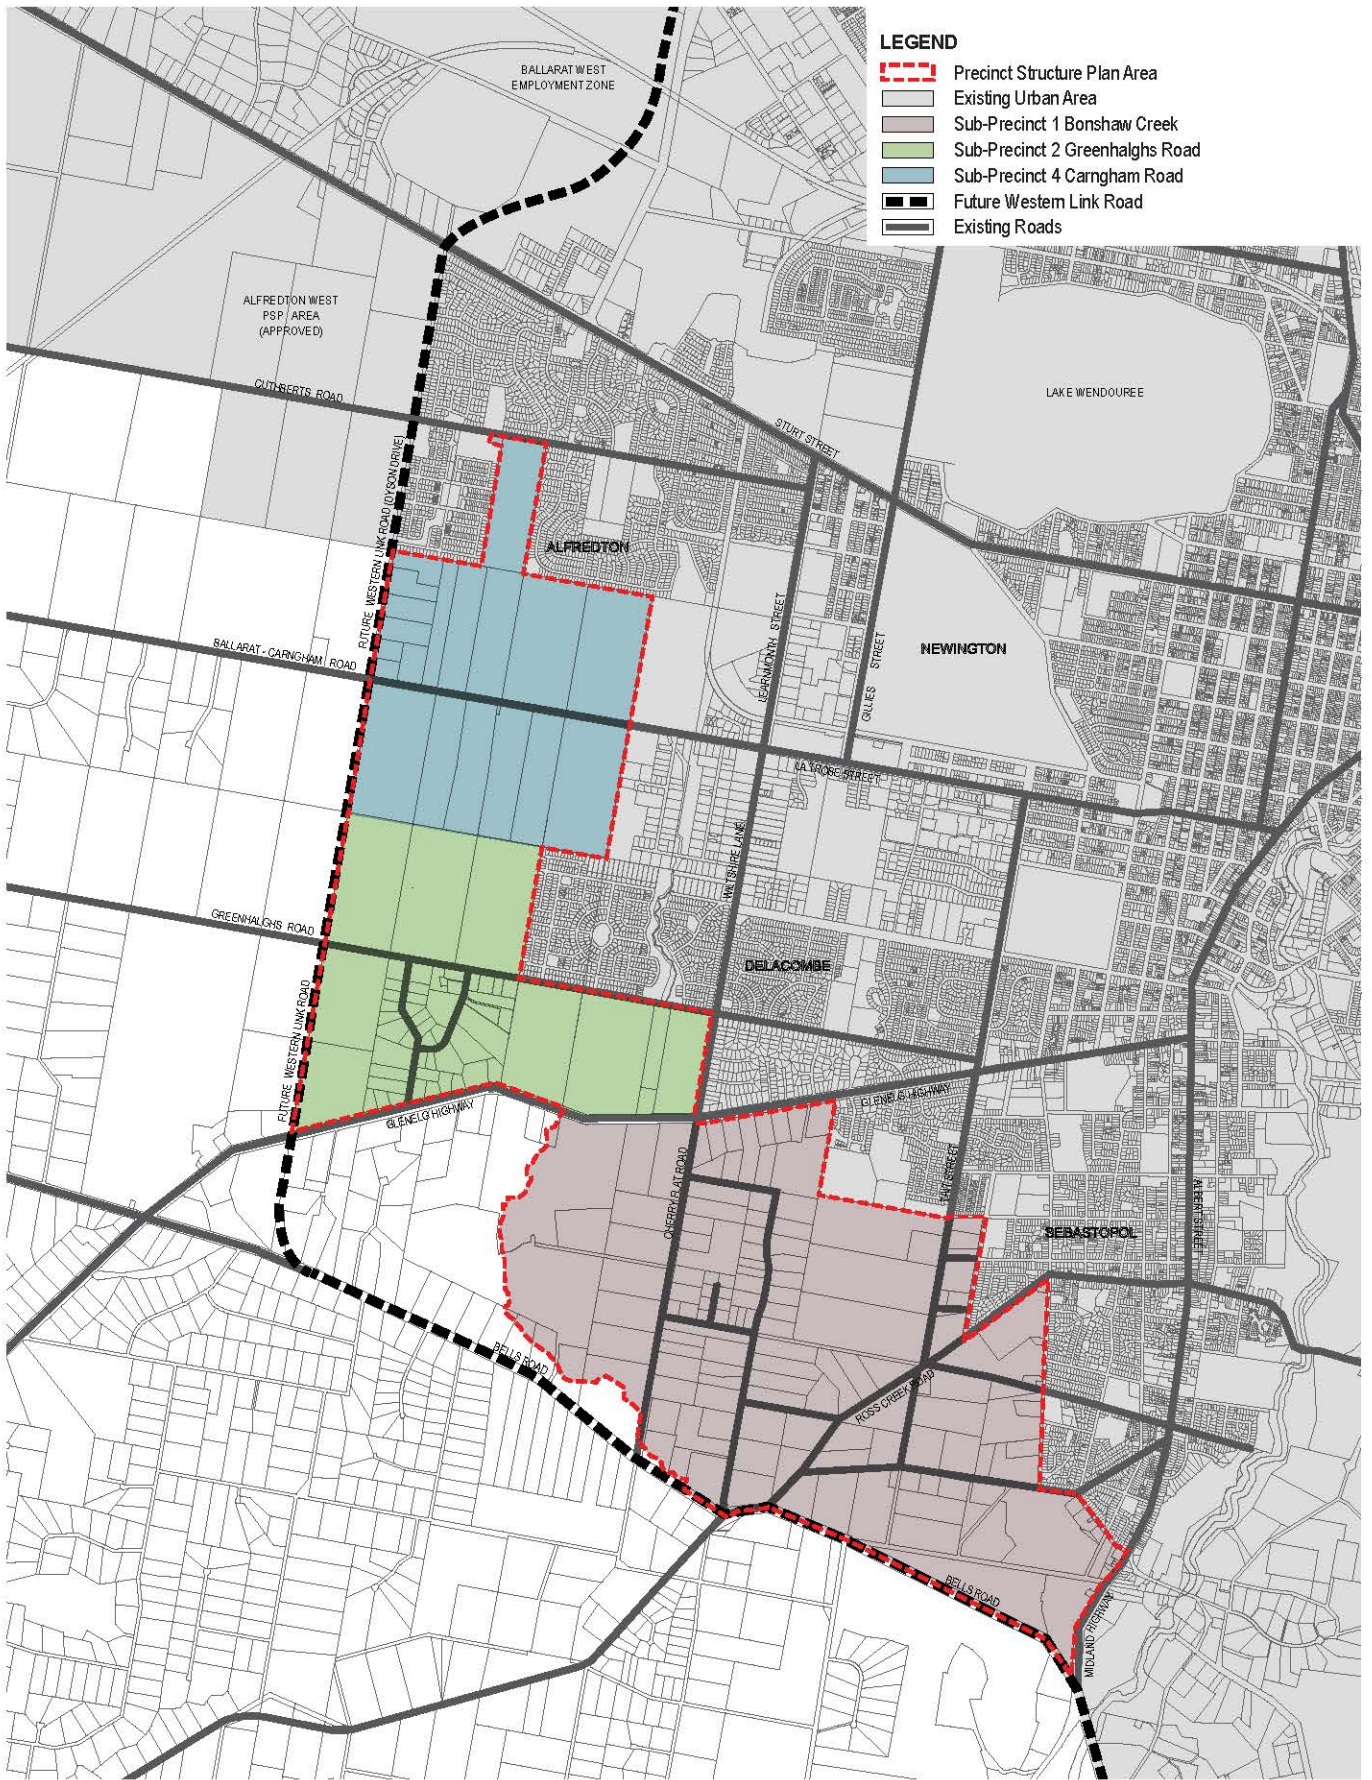 LEGEND
Precinct Structure Plan Area
Existing Urban Area
Sub-Precinct 1 Bonshaw Creek
Sub-Precinct 2 Greenhalghs Road
Sub-Precinct 4 Carngham Road
Future Western Link Road
Existing Roads
BALLARAT WEST
EMPLOYMENT ZONE
ALFREDTON WEST
PSP AREA
(APPROVED)
CUTHBERTS ROAD
LAKE WENDOUREE
STURT STREET
FUTURE WESTERN LINK ROAD (DYSON DRIVE)
ALFREDTON
BALLARAT - CARNGHAM ROAD
LEARMONTH STREET
GILLIES STREET
NEWINGTON
LATROBE STREET
WILTSHIRE LANE
GREENHALGHS ROAD
DELACOMBE
FUTURE WESTERN LINK ROAD
GLENELG HIGHWAY
GLENELG HIGHWAY
CHERRY FLAT ROAD
STREET
ALBERT STREET
SEBASTOPOL
BELLS ROAD
ROSS CREEK ROAD
BELLS ROAD
MIDLAND HIGHWAY